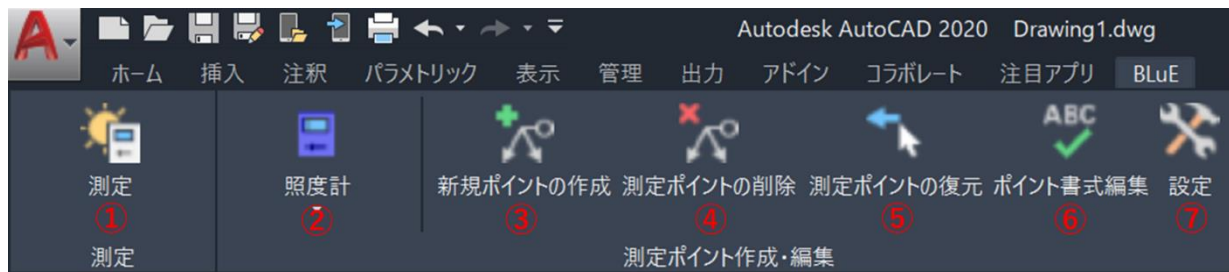 Autodesk AutoCAD 2020 Drawing1.dwg
ホーム 挿入 注釈 パラメトリック 表示 管理 出力 アドイン コラボレート 注目アプリ BLuE
ABC
測定 照度計 新規ポイントの作成 測定ポイントの削除 測定ポイントの復元 ポイント書式編集 設定
① ② ③ ④ ⑤ ⑥ ⑦
測定 測定ポイント作成・編集